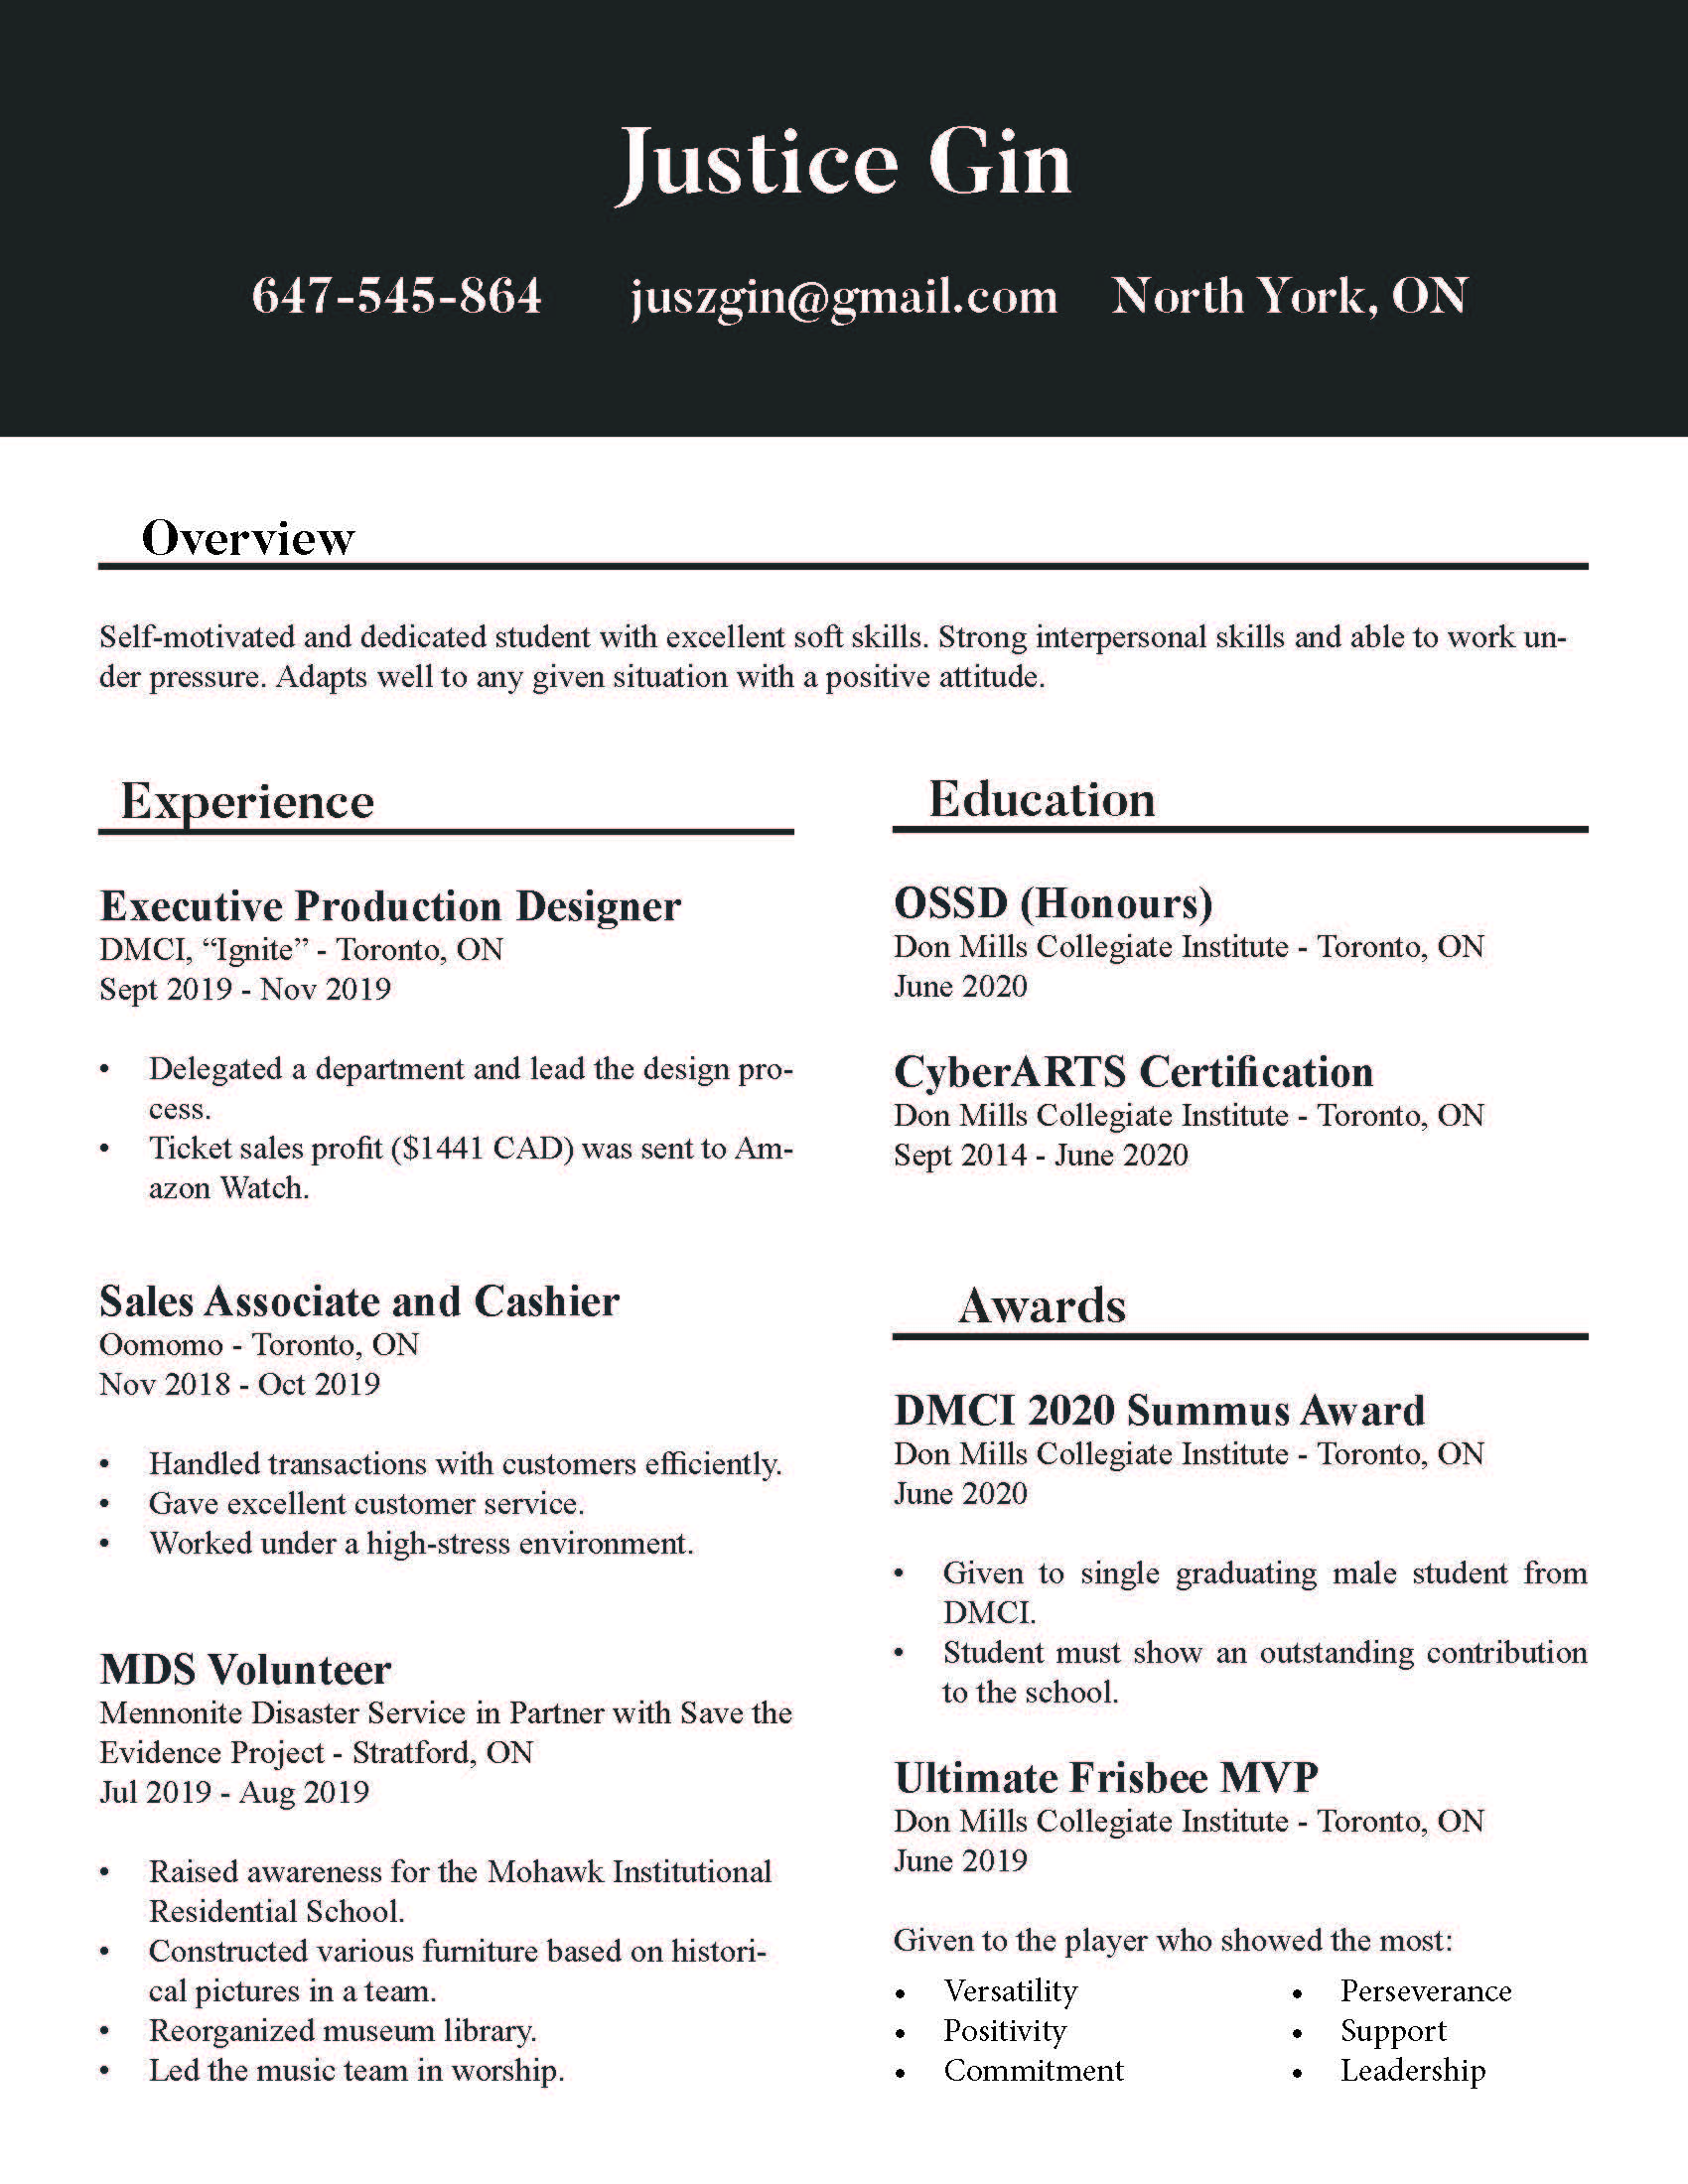 Justice Gin
647-545-864 juszgin@gmail.com North York, ON
Overview
Self-motivated and dedicated student with excellent soft skills. Strong interpersonal skills and able to work un-
der pressure. Adapts well to any given situation with a positive attitude.
Experience
Executive Production Designer
DMCI, “Ignite” - Toronto, ON
Sept 2019 - Nov 2019
• Delegated a department and lead the design pro-
cess.
• Ticket sales profit ($1441 CAD) was sent to Am-
azon Watch.
Sales Associate and Cashier
Oomomo - Toronto, ON
Nov 2018 - Oct 2019
• Handled transactions with customers efficiently.
• Gave excellent customer service.
• Worked under a high-stress environment.
MDS Volunteer
Mennonite Disaster Service in Partner with Save the
Evidence Project - Stratford, ON
Jul 2019 - Aug 2019
• Raised awareness for the Mohawk Institutional
Residential School.
• Constructed various furniture based on histori-
cal pictures in a team.
• Reorganized museum library.
• Led the music team in worship.
Education
OSSD (Honours)
Don Mills Collegiate Institute - Toronto, ON
June 2020
CyberARTS Certification
Don Mills Collegiate Institute - Toronto, ON
Sept 2014 - June 2020
Awards
DMCI 2020 Summus Award
Don Mills Collegiate Institute - Toronto, ON
June 2020
• Given to single graduating male student from
DMCI.
• Student must show an outstanding contribution
to the school.
Ultimate Frisbee MVP
Don Mills Collegiate Institute - Toronto, ON
June 2019
Given to the player who showed the most:
• Versatility
• Positivity
• Commitment
• Perseverance
• Support
• Leadership